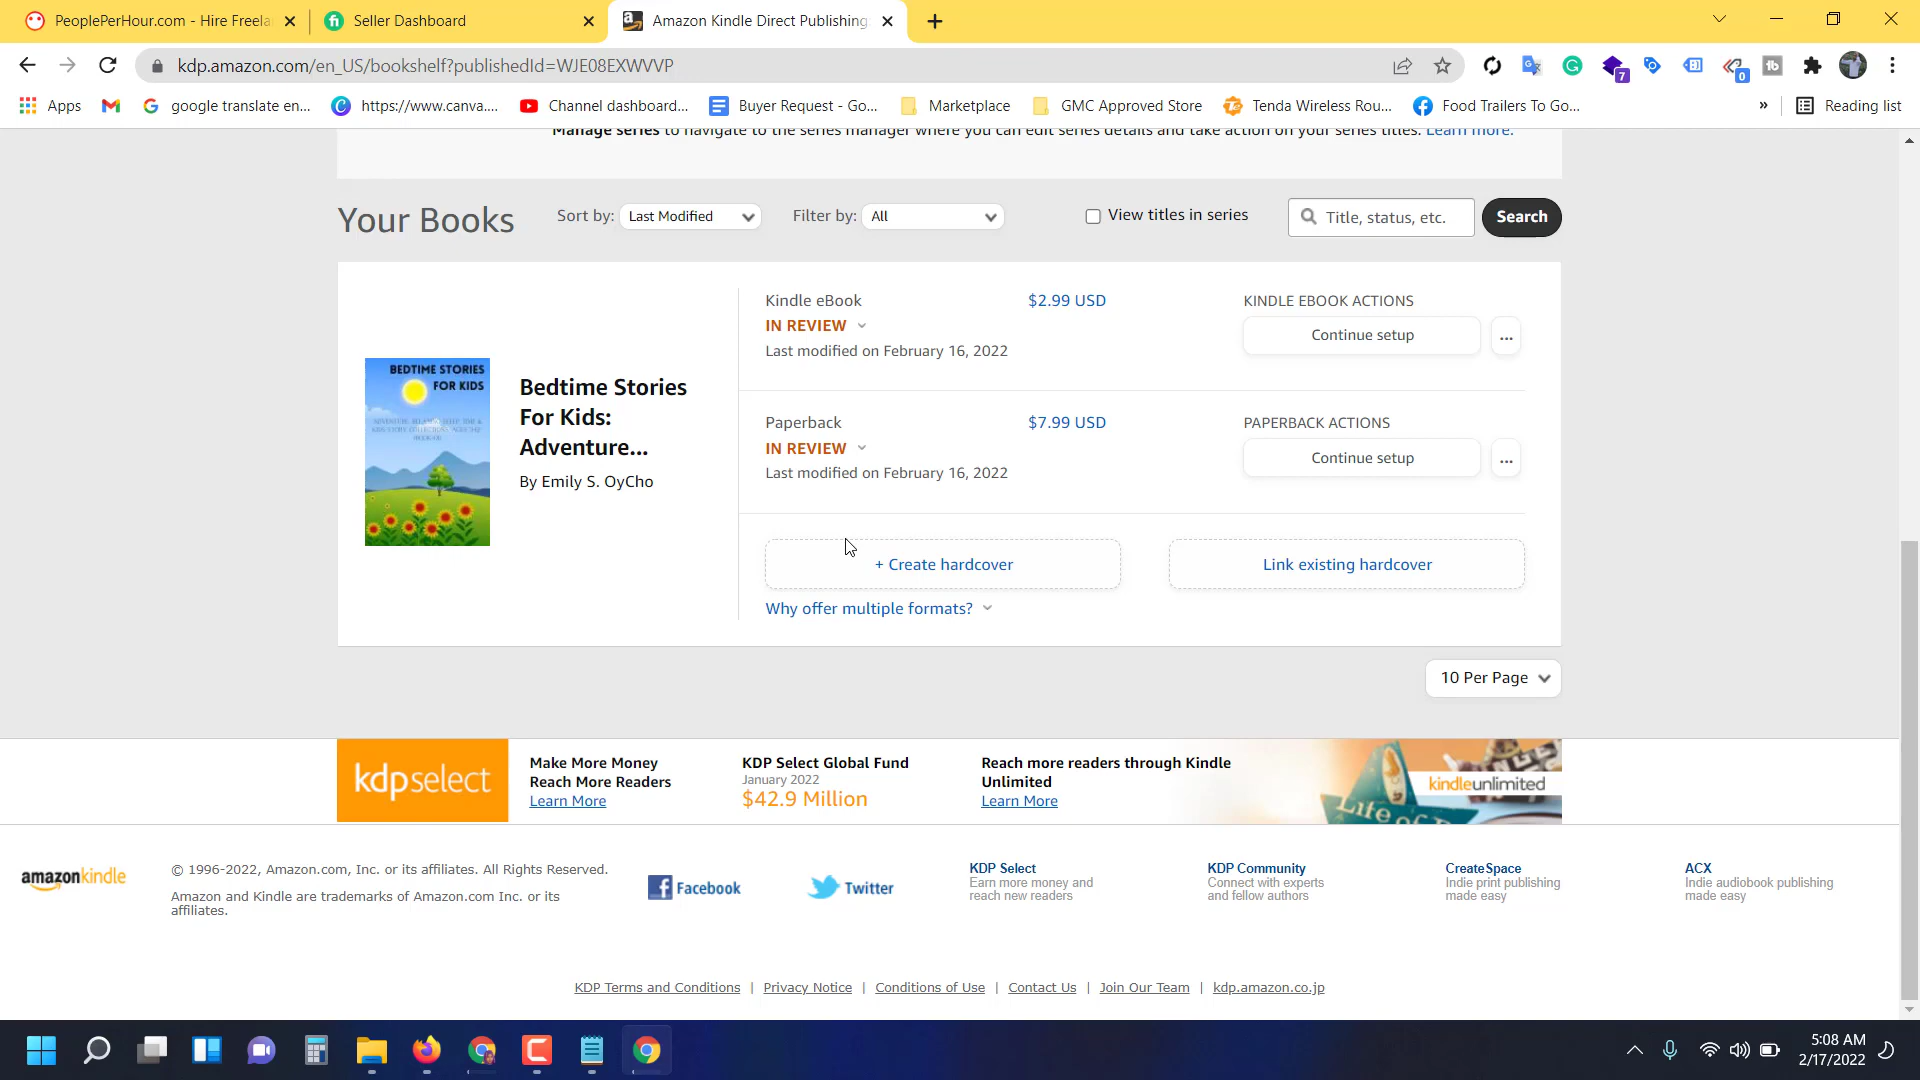 PeoplePerHour.com - Hire Freela
Seller Dashboard
Amazon Kindle Direct Publishing
kdp.amazon.com/en_US/bookshelf?publishedId=WJE08EXWVVP
7
0
Apps
google translate en...
https://www.canva....
Channel dashboard...
Buyer Request - Go...
Marketplace
GMC Approved Store
Tenda Wireless Rou...
Food Trailers To Go...
»
Reading list
Manage series to navigate to the series manager where you can edit series details and take action on your series titles. Learn more.
Your Books
Sort by:
Last Modified
Filter by:
All
View titles in series
Title, status, etc.
Search
BEDTIME STORIES
FOR KIDS
Bedtime Stories
For Kids:
Adventure...
By Emily S. OyCho
Kindle eBook
$2.99 USD
IN REVIEW
Last modified on February 16, 2022
KINDLE EBOOK ACTIONS
Continue setup
...
Paperback
$7.99 USD
IN REVIEW
Last modified on February 16, 2022
PAPERBACK ACTIONS
Continue setup
...
+ Create hardcover
Link existing hardcover
Why offer multiple formats?
10 Per Page
kdpselect
Make More Money
Reach More Readers
Learn More
KDP Select Global Fund
January 2022
$42.9 Million
Reach more readers through Kindle
Unlimited
Learn More
Life of
kindleunlimited
amazonkindle
© 1996-2022, Amazon.com, Inc. or its affiliates. All Rights Reserved.
Amazon and Kindle are trademarks of Amazon.com Inc. or its
affiliates.
Facebook
Twitter
KDP Select
Earn more money and
reach new readers
KDP Community
Connect with experts
and fellow authors
CreateSpace
Indie print publishing
made easy
ACX
Indie audiobook publishing
made easy
KDP Terms and Conditions | Privacy Notice | Conditions of Use | Contact Us | Join Our Team | kdp.amazon.co.jp
5:08 AM
2/17/2022